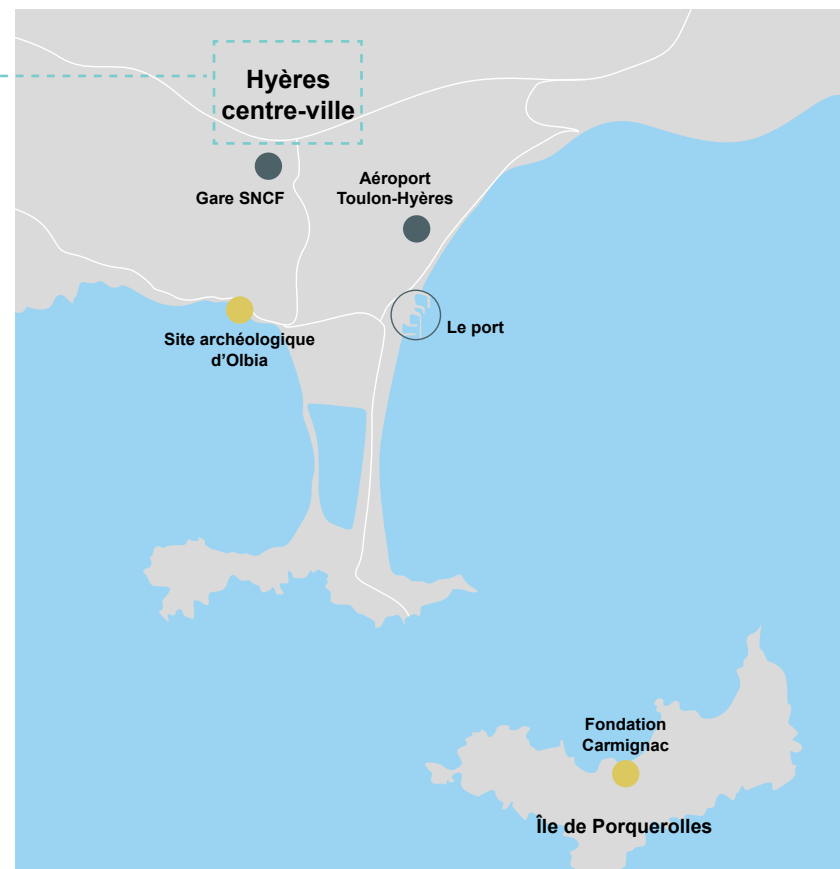 Hyères
centre-ville
Gare SNCF
Aéroport
Toulon-Hyères
Le port
Site archéologique
d’Olbia
Fondation
Carmignac
Île de Porquerolles